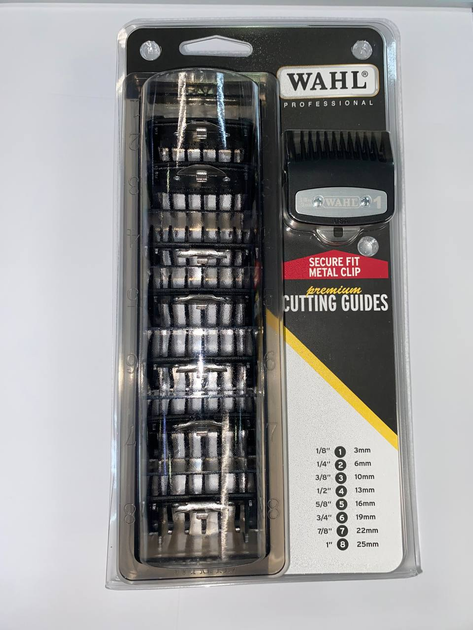 WAHL®
PROFESSIONAL
WAHL 1
SECURE FIT
METAL CLIP
premium
CUTTING GUIDES
1/8" 1 3mm
1/4" 2 6mm
3/8" 3 10mm
1/2" 4 13mm
5/8" 5 16mm
3/4" 6 19mm
7/8" 7 22mm
1" 8 25mm